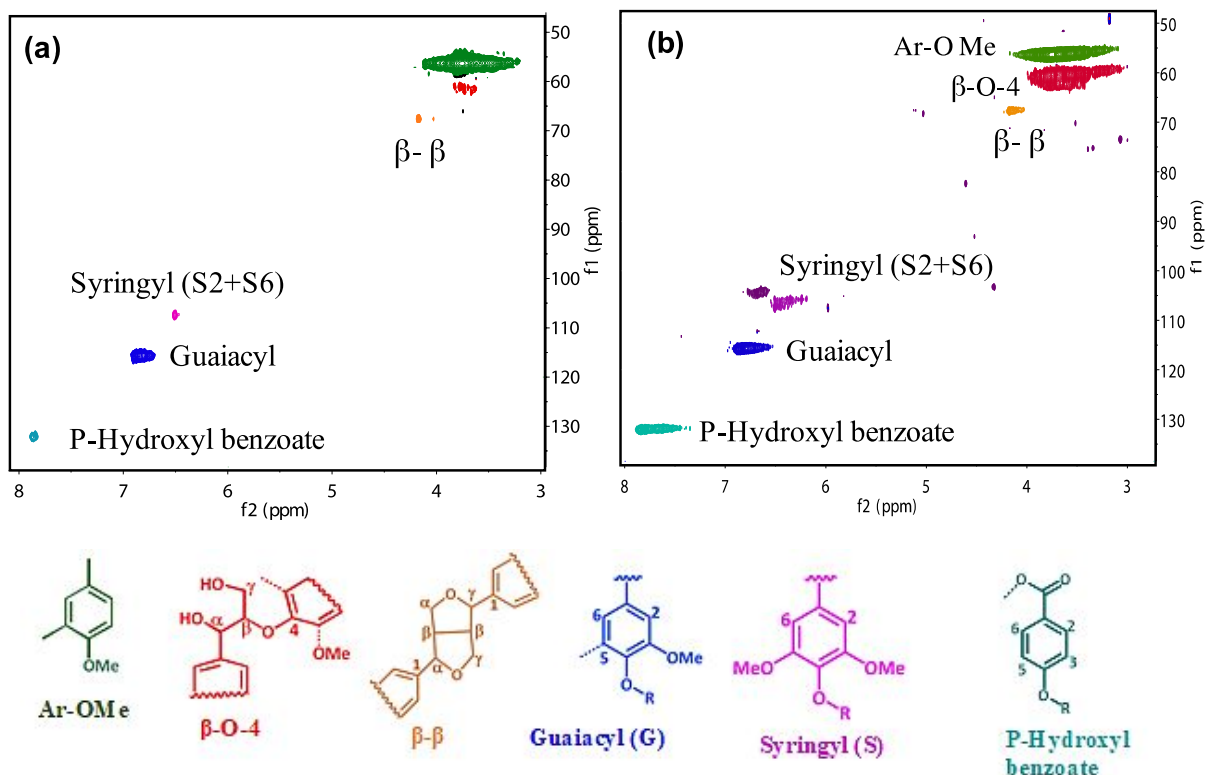 (a)
50
60
70
80
90
100
110
120
130
f1 (ppm)
β- β
Syringyl (S2+S6)
Guaiacyl
P-Hydroxyl benzoate
8
7
6
5
4
3
f2 (ppm)
(b)
50
60
70
80
90
100
110
120
130
f1 (ppm)
Ar-O Me
β-O-4
β- β
Syringyl (S2+S6)
Guaiacyl
P-Hydroxyl benzoate
8
7
6
5
4
3
f2 (ppm)
OMe
Ar-OMe
HO
γ
HO
α
β
O
4
OMe
β-O-4
O
γ
1
α
β
β
1
α
O
γ
β-β
6
2
5
OMe
O
R
Guaiacyl (G)
6
2
MeO
OMe
O
R
Syringyl (S)
O
O
6
2
5
3
O
R
P-Hydroxyl
benzoate